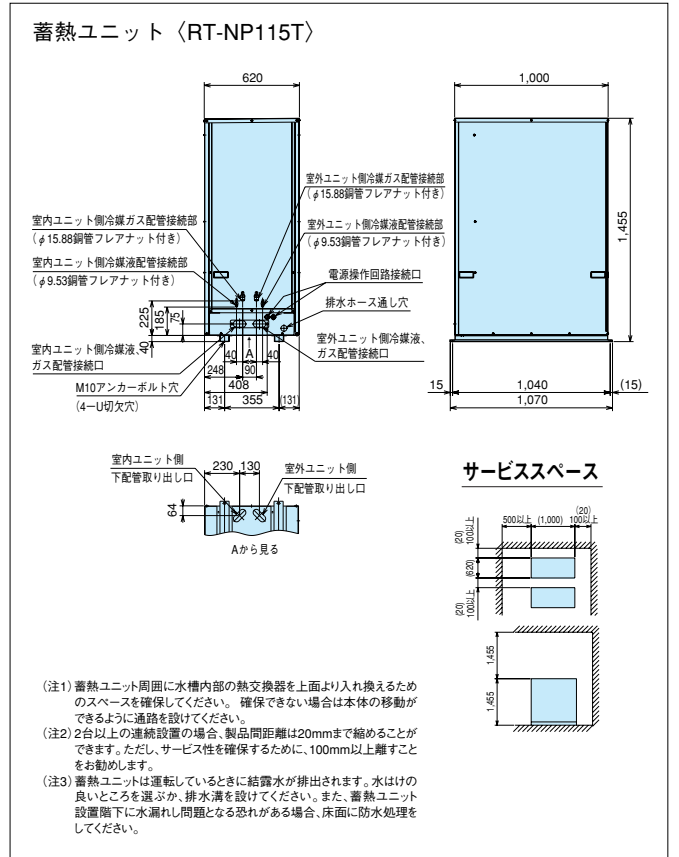 蓄熱ユニット〈RT-NP115T〉
620
1,000
室外ユニット側冷媒ガス配管接続部
(φ15.88銅管フレアナット付き)
室内ユニット側冷媒ガス配管接続部
(φ15.88銅管フレアナット付き)
室外ユニット側冷媒液配管接続部
(φ9.53銅管フレアナット付き)
室内ユニット側冷媒液配管接続部
(φ9.53銅管フレアナット付き)
電源操作回路接続口
排水ホース通し穴
1,455
225
185
75
40
室内ユニット側冷媒液、
ガス配管接続口
室外ユニット側冷媒液、
ガス配管接続口
M10アンカーボルト穴
(4ーU切欠穴)
40
A
40
248
90
408
131
355
(131)
15
1,040
(15)
1,070
室内ユニット側
下配管取り出し口
230
130
室外ユニット側
下配管取り出し口
64
Aから見る
サービススペース
500以上
(1,000)
(20)
100以上
(20)
100以上
(620)
(20)
100以上
1,455
1,455
(注1)蓄熱ユニット周囲に水槽内部の熱交換器を上面より入れ換えるため
のスペースを確保してください。 確保できない場合は本体の移動が
できるように通路を設けてください。
(注2)2台以上の連続設置の場合、製品間距離は20mmまで縮めることが
できます。ただし、サービス性を確保するために、100mm以上離すこと
をお勧めします。
(注3)蓄熱ユニットは運転しているときに結露水が排出されます。水はけの
良いところを選ぶか、排水溝を設けてください。また、蓄熱ユニット
設置階下に水漏れし問題となる恐れがある場合、床面に防水処理を
してください。